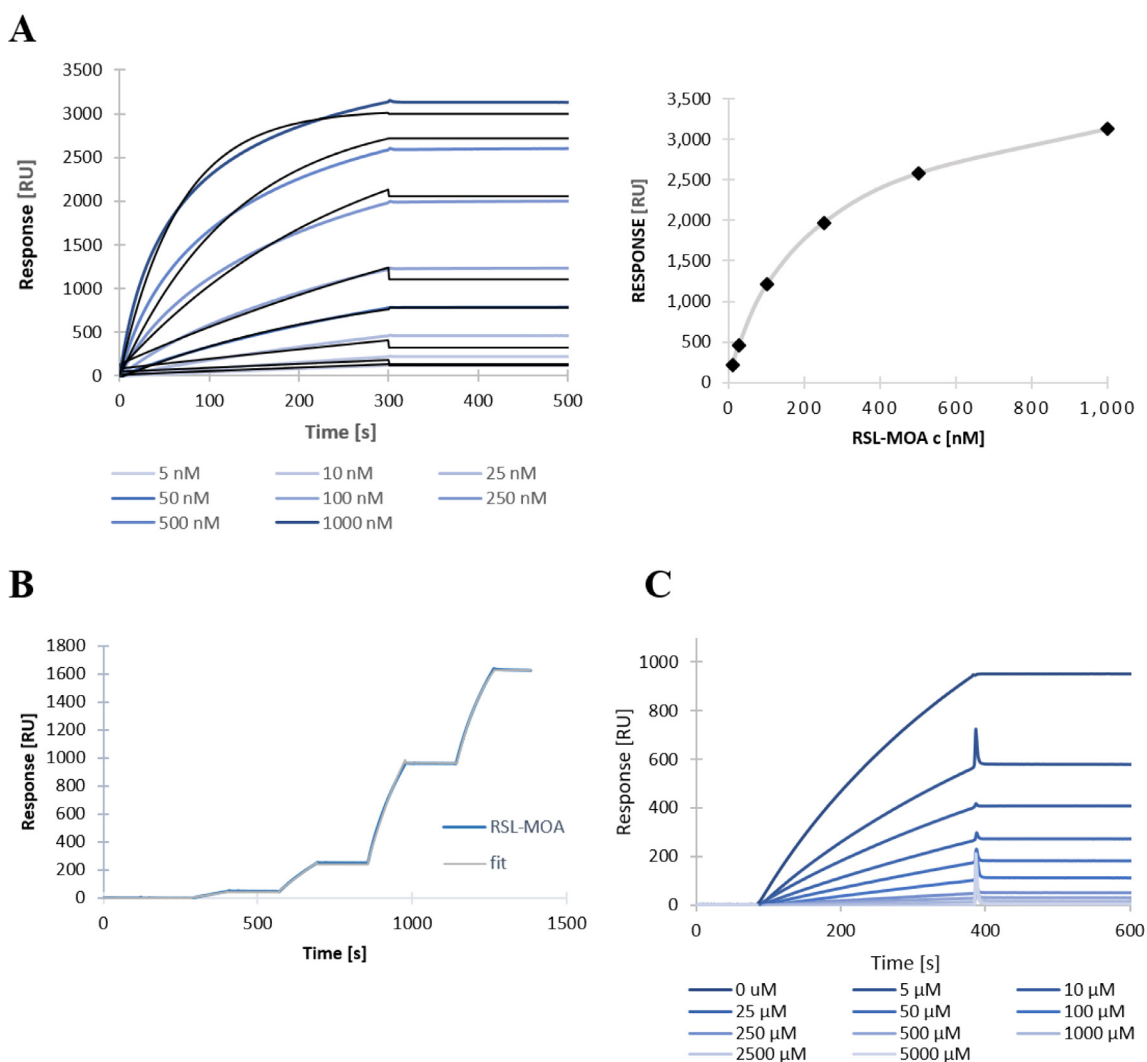 A
Response [RU]
3500
3000
2500
2000
1500
1000
500
0
0 100 200 300 400 500
Time [s]
5 nM 10 nM 25 nM
50 nM 100 nM 250 nM
500 nM 1000 nM
RESPONSE [RU]
3,500
3,000
2,500
2,000
1,500
1,000
500
0
0 200 400 600 800 1,000
RSL-MOA c [nM]
B
Response [RU]
1800
1600
1400
1200
1000
800
600
400
200
0
0 500 1000 1500
Time [s]
RSL-MOA
fit
C
Response [RU]
1000
800
600
400
200
0
0 200 400 600
Time [s]
0 uM 5 µM 10 µM
25 µM 50 µM 100 µM
250 µM 500 µM 1000 µM
2500 µM 5000 µM